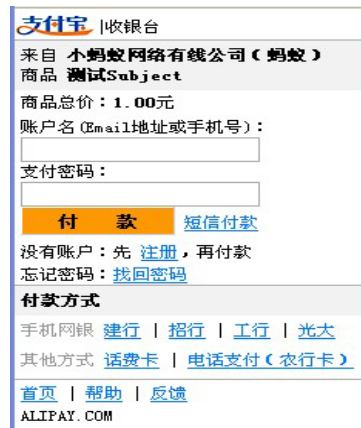 支付宝 |收银台
来自 小蚂蚁网络有线公司(蚂蚁)
商品 测试Subject
商品总价:1.00元
账户名(Email地址或手机号):
支付密码:
付 款 短信付款
没有账户:先 注册,再付款
忘记密码:找回密码
付款方式
手机网银 建行 | 招行 | 工行 | 光大
其他方式 话费卡 | 电话支付(农行卡)
首页 | 帮助 | 反馈
ALIPAY.COM